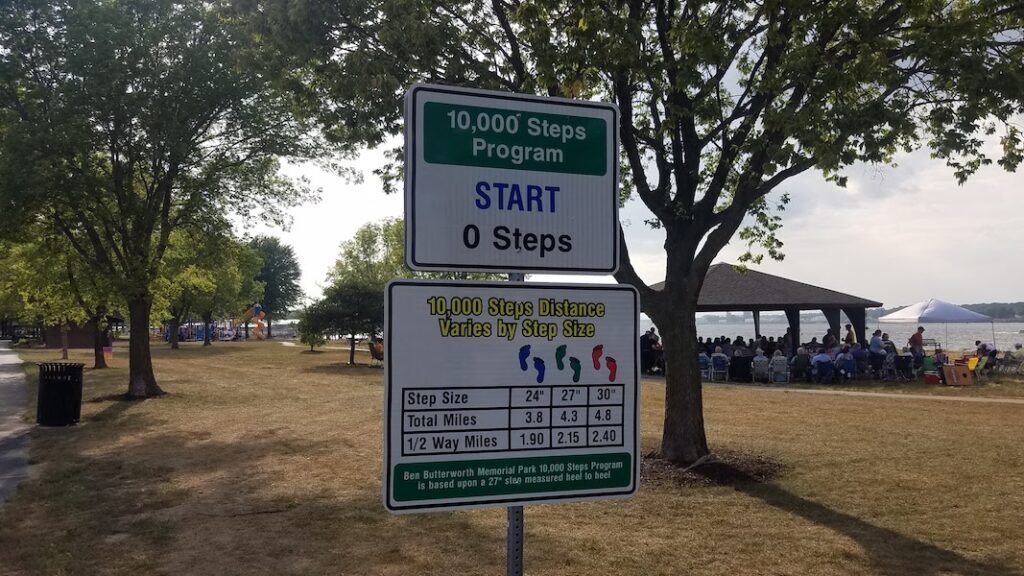 10,000 Steps
Program
START
0 Steps
10,000 Steps Distance
Varies by Step Size
Step Size 24" 27" 30"
Total Miles 3.8 4.3 4.8
1/2 Way Miles 1.90 2.15 2.40
Ben Butterworth Memorial Park 10,000 Steps Program
is based upon a 27" step measured heel to heel